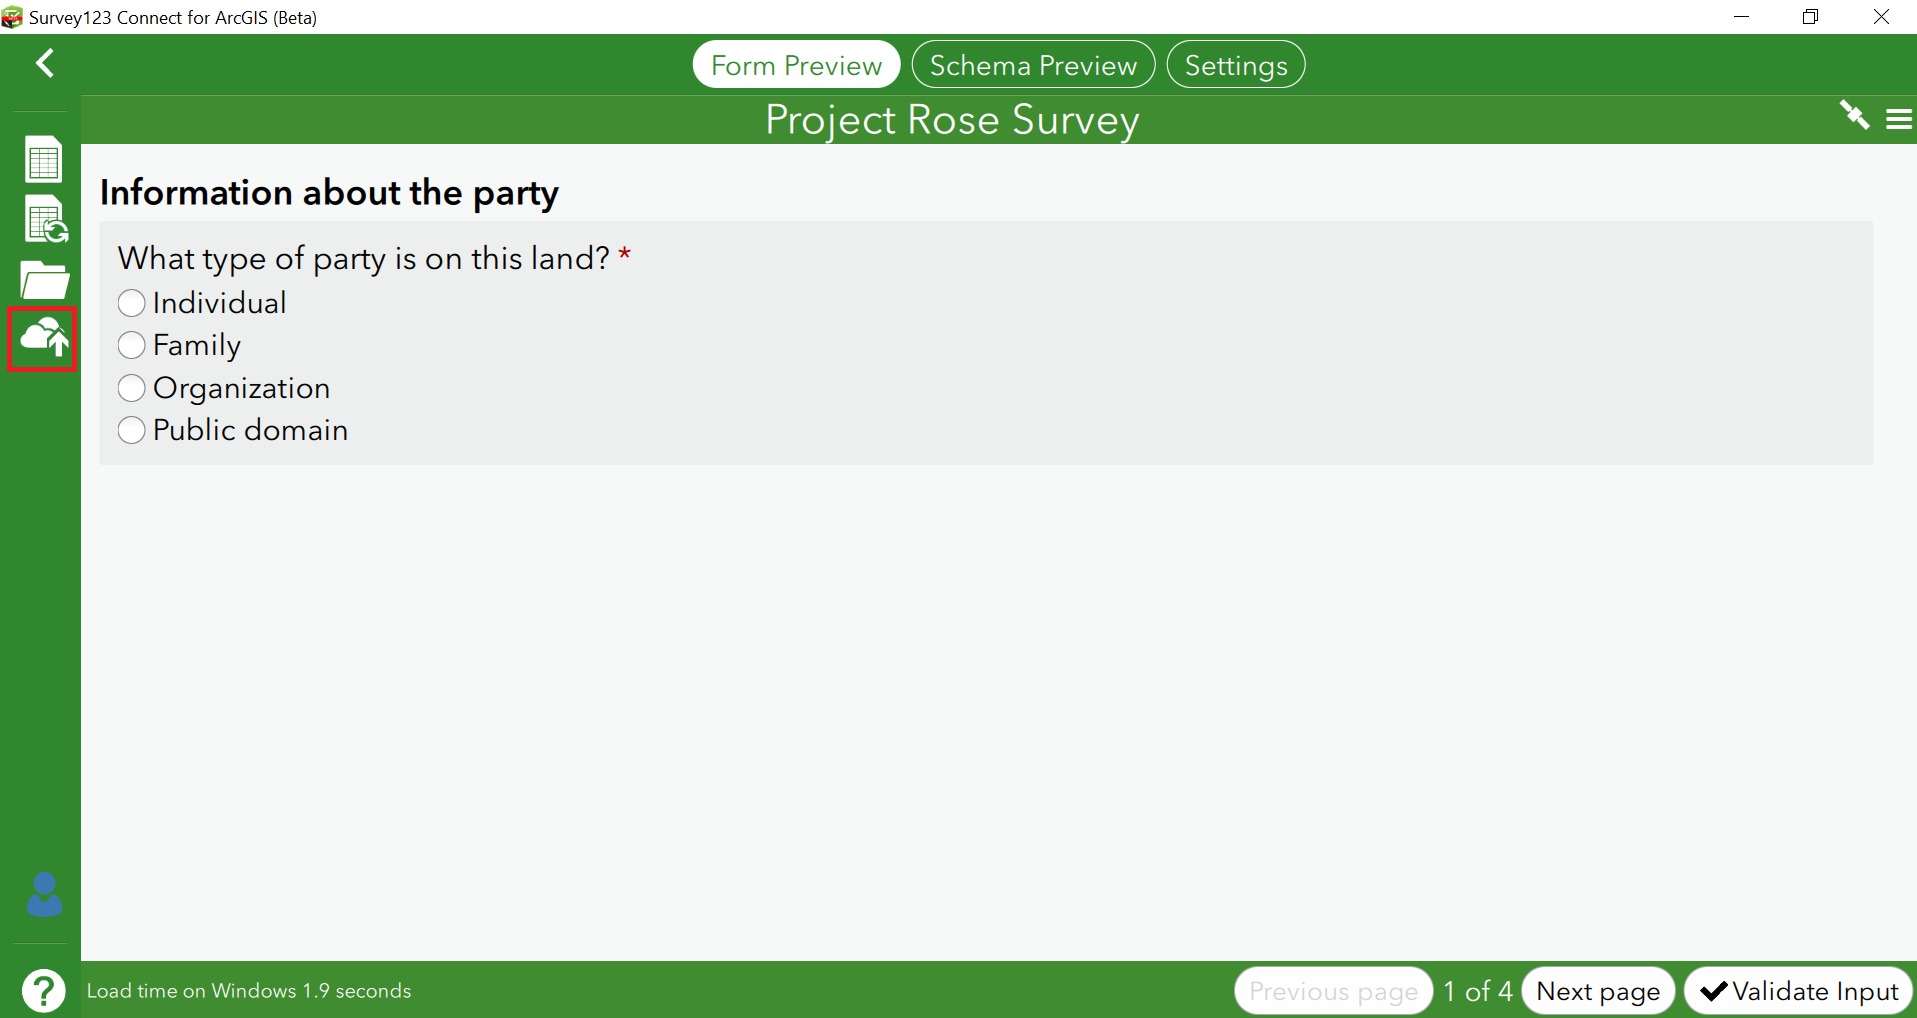 Survey123 Connect for ArcGIS (Beta)
Form Preview Schema Preview Settings
Project Rose Survey
Information about the party
What type of party is on this land? *
Individual
Family
Organization
Public domain
? Load time on Windows 1.9 seconds Previous page 1 of 4 Next page Validate Input